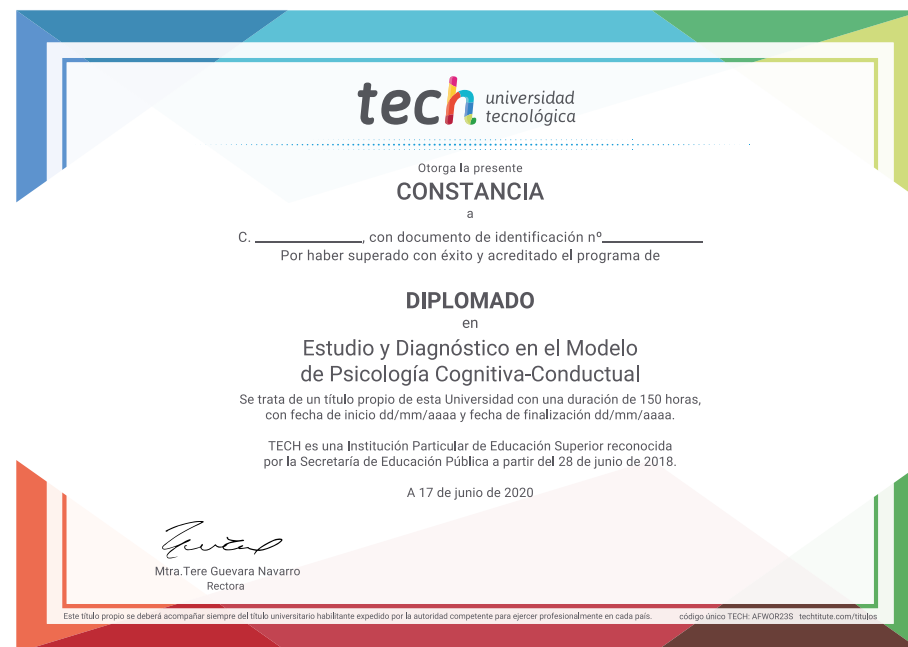 tech universidad
tecnológica
Otorga la presente
CONSTANCIA
a
C. ____________, con documento de identificación nº____________
Por haber superado con éxito y acreditado el programa de
DIPLOMADO
en
Estudio y Diagnóstico en el Modelo
de Psicología Cognitiva-Conductual
Se trata de un título propio de esta Universidad con una duración de 150 horas,
con fecha de inicio dd/mm/aaaa y fecha de finalización dd/mm/aaaa.
TECH es una Institución Particular de Educación Superior reconocida
por la Secretaría de Educación Pública a partir del 28 de junio de 2018.
A 17 de junio de 2020
Mtra.Tere Guevara Navarro
Rectora
Este título propio se deberá acompañar siempre del título universitario habilitante expedido por la autoridad competente para ejercer profesionalmente en cada país. código único TECH: AFWOR23S techtitute.com/titulos